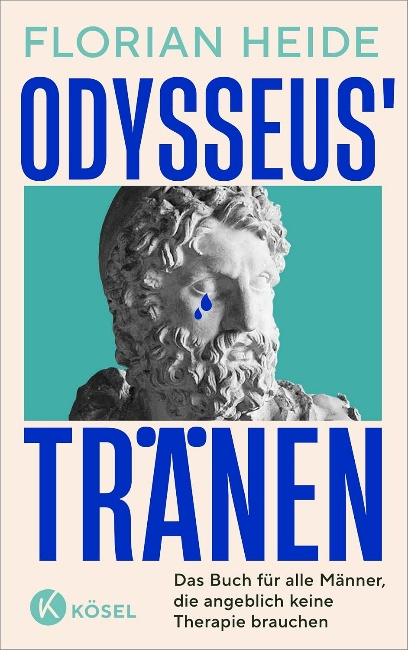 FLORIAN HEIDE
ODYSSEUS'
TRÄNEN
Das Buch für alle Männer,
die angeblich keine
Therapie brauchen
K KÖSEL